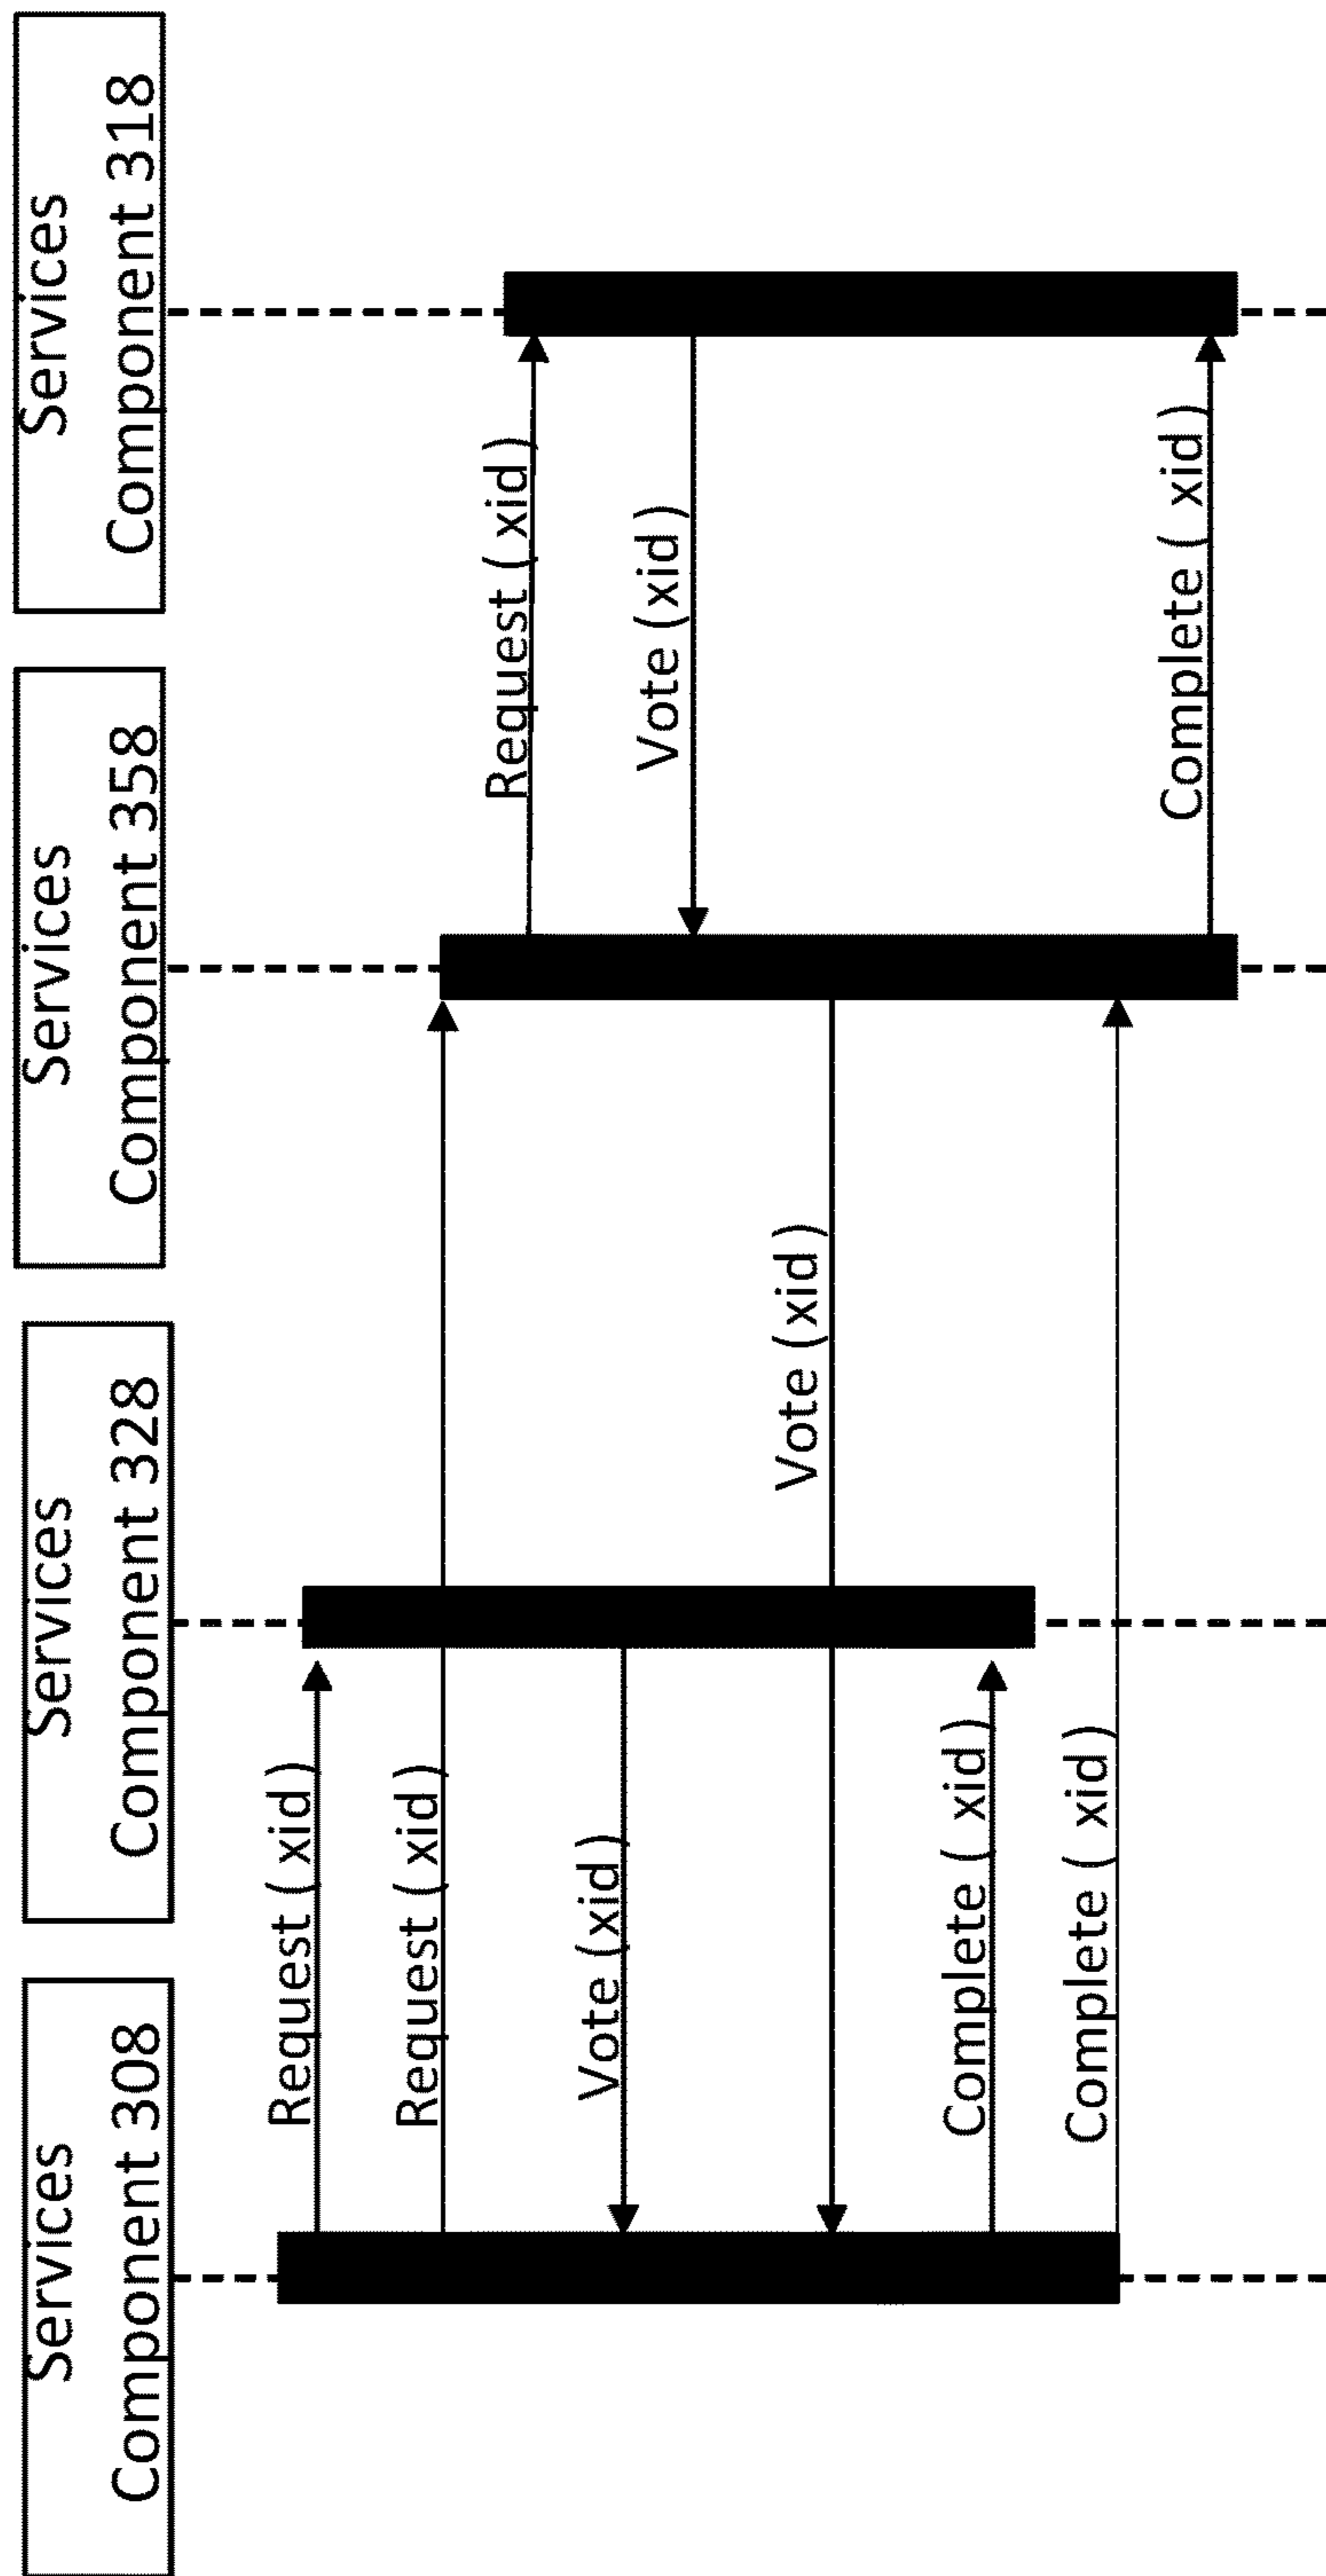 Services
Component 308
Services
Component 328
Services
Component 358
Services
Component 318
Request ( xid )
Request ( xid )
Request ( xid )
Vote (xid )
Vote (xid )
Vote (xid )
Complete ( xid)
Complete ( xid)
Complete ( xid)